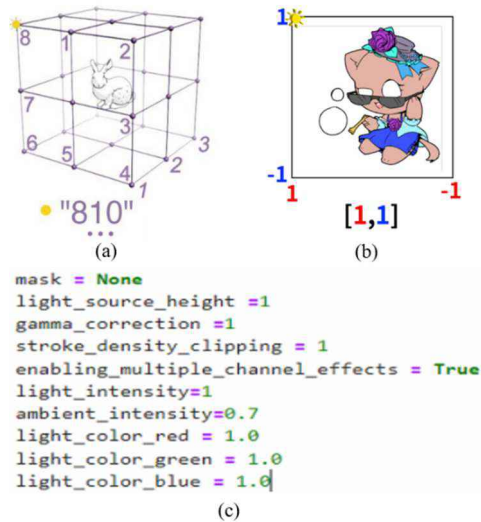 8
1
2
7
3
6
5
4
1
2
3
"810"
(a)
1
-1
1
-1
[1,1]
(b)
mask = None
light_source_height =1
gamma_correction =1
stroke_density_clipping = 1
enabling_multiple_channel_effects = True
light_intensity=1
ambient_intensity=0.7
light_color_red = 1.0
light_color_green = 1.0
light_color_blue = 1.0
(c)